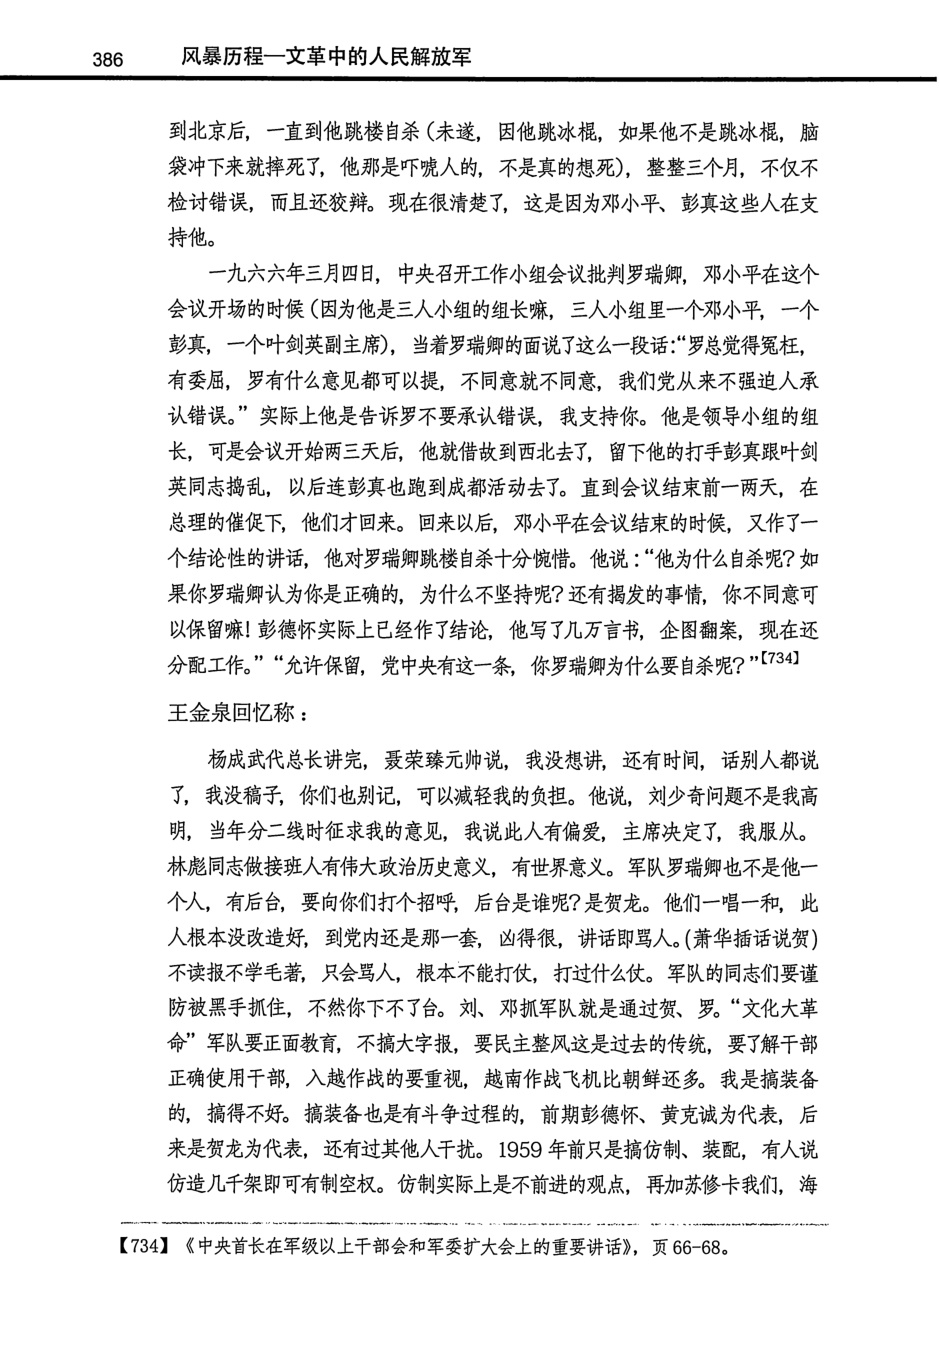 386 风暴历程—文革中的人民解放军
到北京后，一直到他跳楼自杀（未遂，因他跳冰棍，如果他不是跳冰棍，脑
袋冲下来就摔死了，他那是吓唬人的，不是真的想死），整整三个月，不仅不
检讨错误，而且还狡辩。现在很清楚了，这是因为邓小平、彭真这些人在支
持他。
一九六六年三月四日，中央召开工作小组会议批判罗瑞卿，邓小平在这个
会议开场的时候（因为他是三人小组的组长嘛，三人小组里一个邓小平，一个
彭真，一个叶剑英副主席），当着罗瑞卿的面说了这么一段话：“罗总觉得冤枉，
有委屈，罗有什么意见都可以提，不同意就不同意，我们党从来不强迫人承
认错误。”实际上他是告诉罗不要承认错误，我支持你。他是领导小组的组
长，可是会议开始两三天后，他就借故到西北去了，留下他的打手彭真跟叶剑
英同志捣乱，以后连彭真也跑到成都活动去了。直到会议结束前一两天，在
总理的催促下，他们才回来。回来以后，邓小平在会议结束的时候，又作了一
个结论性的讲话，他对罗瑞卿跳楼自杀十分惋惜。他说：“他为什么自杀呢？如
果你罗瑞卿认为你是正确的，为什么不坚持呢？还有揭发的事情，你不同意可
以保留嘛！彭德怀实际上已经作了结论，他写了几万言书，企图翻案，现在还
分配工作。”“允许保留，党中央有这一条，你罗瑞卿为什么要自杀呢？”【734】
王金泉回忆称：
杨成武代总长讲完，聂荣臻元帅说，我没想讲，还有时间，话别人都说
了，我没稿子，你们也别记，可以减轻我的负担。他说，刘少奇问题不是我高
明，当年分二线时征求我的意见，我说此人有偏爱，主席决定了，我服从。
林彪同志做接班人有伟大政治历史意义，有世界意义。军队罗瑞卿也不是他一
个人，有后台，要向你们打个招呼，后台是谁呢？是贺龙。他们一唱一和，此
人根本没改造好，到党内还是那一套，凶得很，讲话即骂人。（萧华插话说贺）
不读报不学毛著，只会骂人，根本不能打仗，打过什么仗。军队的同志们要谨
防被黑手抓住，不然你下不了台。刘、邓抓军队就是通过贺、罗。“文化大革
命”军队要正面教育，不搞大字报，要民主整风这是过去的传统，要了解干部
正确使用干部，入越作战的要重视，越南作战飞机比朝鲜还多。我是搞装备
的，搞得不好。搞装备也是有斗争过程的，前期彭德怀、黄克诚为代表，后
来是贺龙为代表，还有过其他人干扰。1959 年前只是搞仿制、装配，有人说
仿造几千架即可有制空权。仿制实际上是不前进的观点，再加苏修卡我们，海
【734】《中央首长在军级以上干部会和军委扩大会上的重要讲话》，页 66-68。